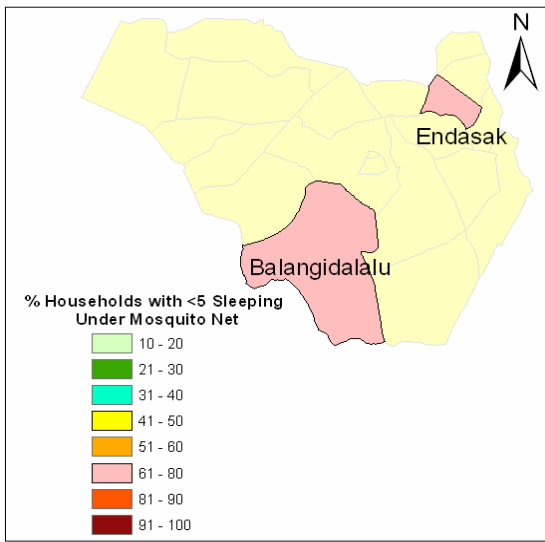 N
Endasak
Balangidalalu
% Households with <5 Sleeping
Under Mosquito Net
10 - 20
21 - 30
31 - 40
41 - 50
51 - 60
61 - 80
81 - 90
91 - 100